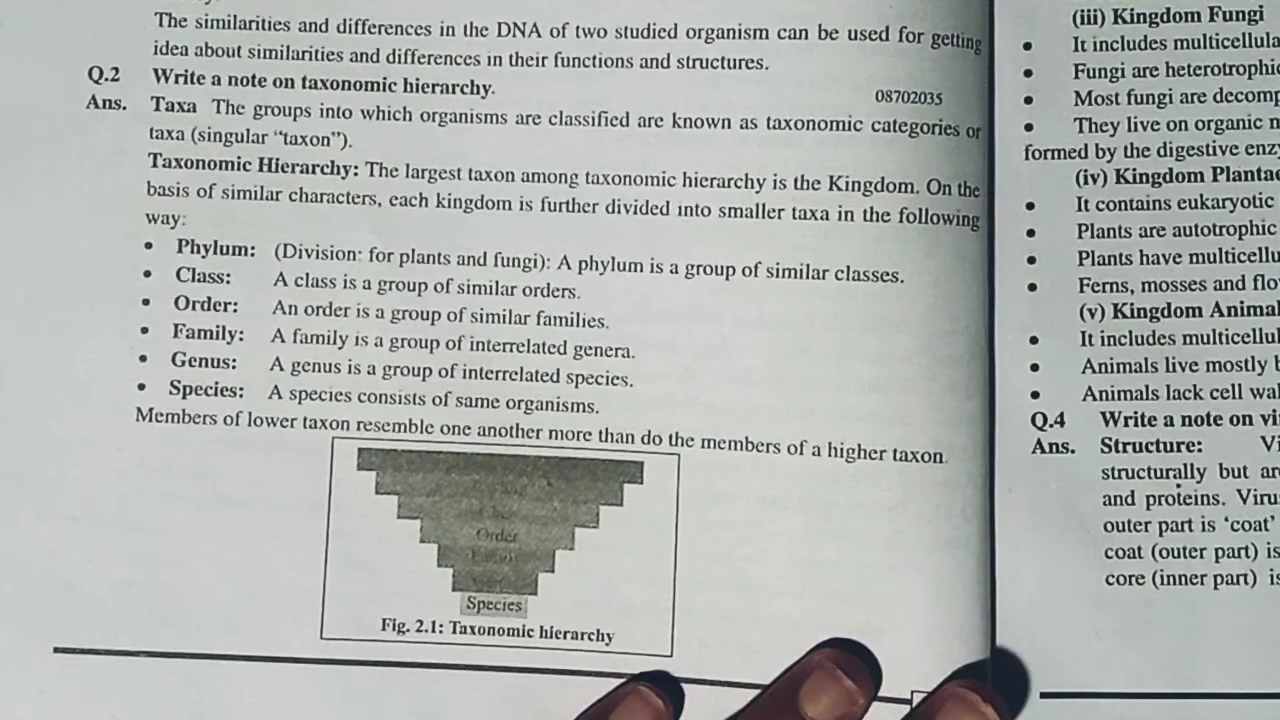 The similarities and differences in the DNA of two studied organism can be used for getting
idea about similarities and differences in their functions and structures.
Q.2 Write a note on taxonomic hierarchy. 08702035
Ans. Taxa The groups into which organisms are classified are known as taxonomic categories or
taxa (singular "taxon").
Taxonomic Hierarchy: The largest taxon among taxonomic hierarchy is the Kingdom. On the
basis of similar characters, each kingdom is further divided into smaller taxa in the following
way:
• Phylum: (Division: for plants and fungi): A phylum is a group of similar classes.
• Class: A class is a group of similar orders.
• Order: An order is a group of similar families.
• Family: A family is a group of interrelated genera.
• Genus: A genus is a group of interrelated species.
• Species: A species consists of same organisms.
Members of lower taxon resemble one another more than do the members of a higher taxon.
Order
Species
Fig. 2.1: Taxonomic hierarchy
(iii) Kingdom Fungi
• It includes multicellula
• Fungi are heterotrophic
• Most fungi are decomp
• They live on organic m
formed by the digestive enzy
(iv) Kingdom Plantae
• It contains eukaryotic
• Plants are autotrophic
• Plants have multicellu
• Ferns, mosses and flo
(v) Kingdom Animal
• It includes multicellul
• Animals live mostly b
• Animals lack cell wal
Q.4 Write a note on vi
Ans. Structure: Vi
structurally but are
and proteins. Viru
outer part is 'coat'
coat (outer part) is
core (inner part) is